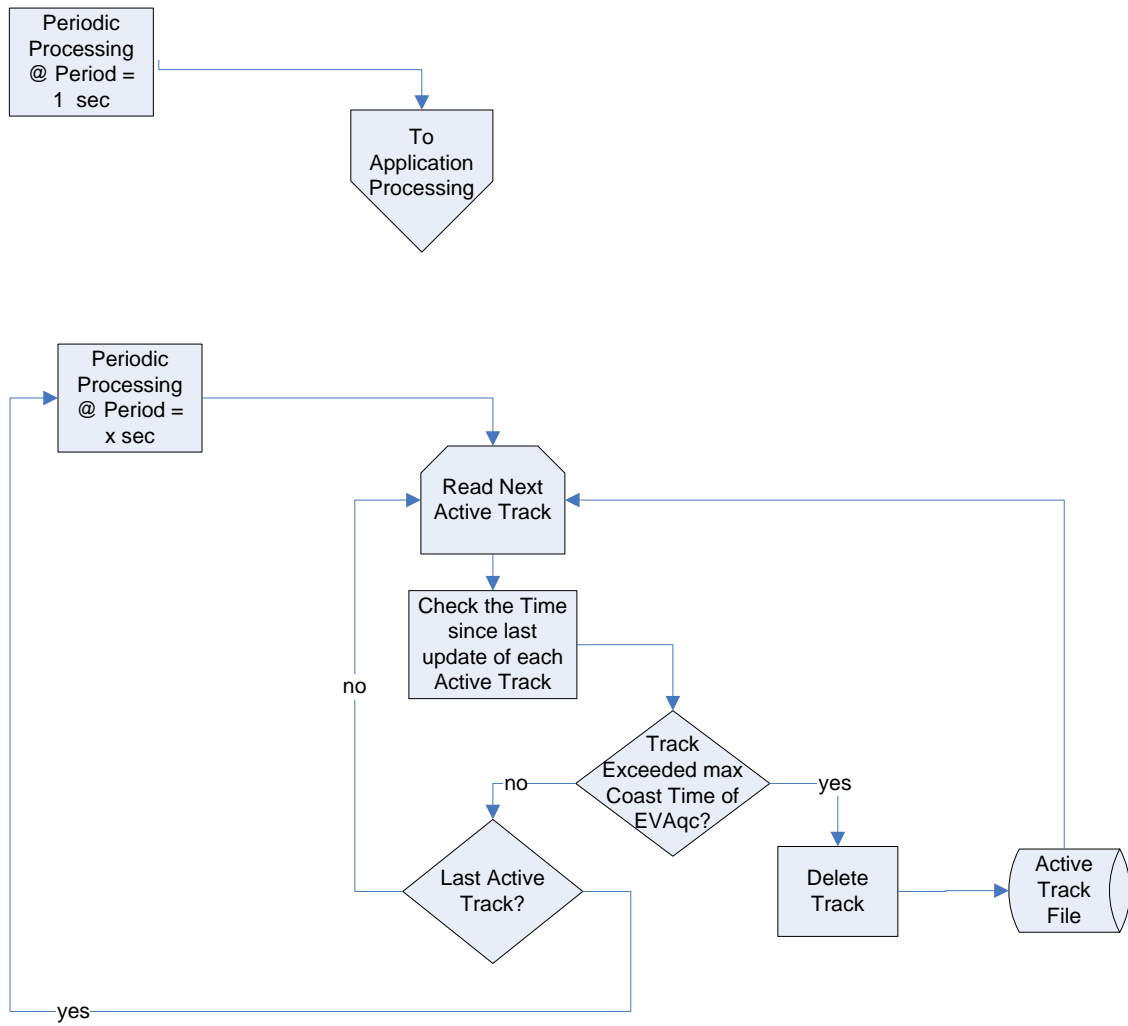 Periodic
Processing
@ Period =
1 sec
To
Application
Processing
Periodic
Processing
@ Period =
x sec
Read Next
Active Track
Check the Time
since last
update of each
Active Track
no
Track
Exceeded max
Coast Time of
EVAqc?
no
yes
Last Active
Track?
Delete
Track
Active
Track
File
yes